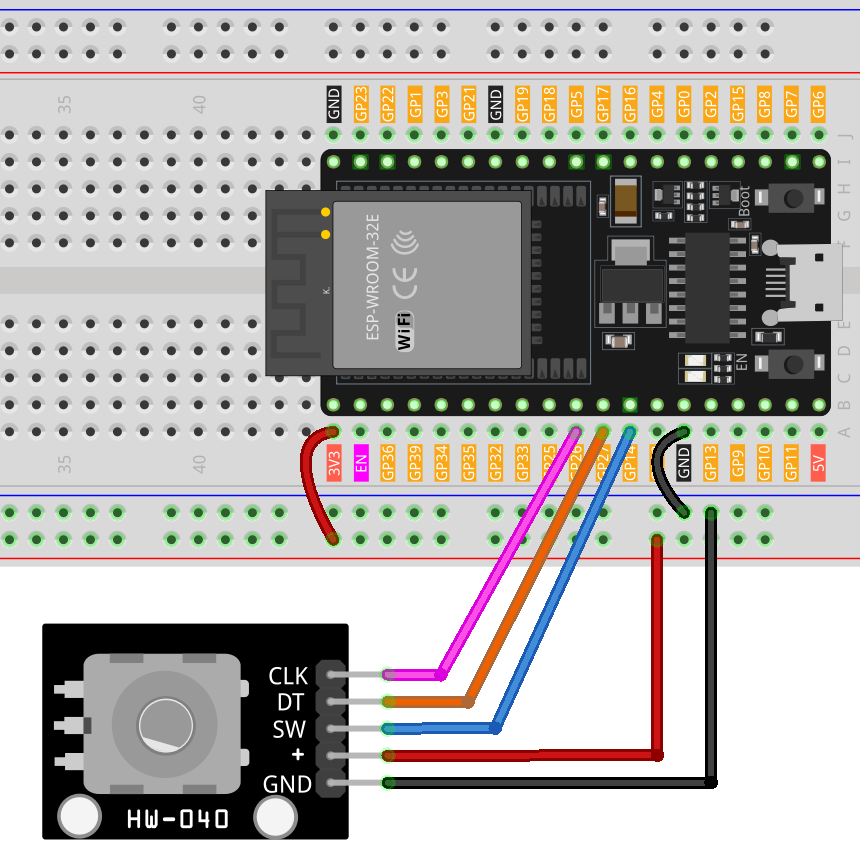 35 40
GND GP23 GP22 GP1 GP3 GP21 GND GP19 GP18 GP5 GP17 GP16 GP4 GP0 GP2 GP15 GP8 GP7 GP6
J
I
H
G
F
Boot
ESP-WROOM-32E
CE
WiFi
K.
EN
E
D
C
B
A
3V3 EN GP36 GP39 GP34 GP35 GP32 GP33 GP25 GP26 GP27 GP14 GND GP13 GP9 GP10 GP11 5V
35 40
CLK
DT
SW
+
GND
HW-040